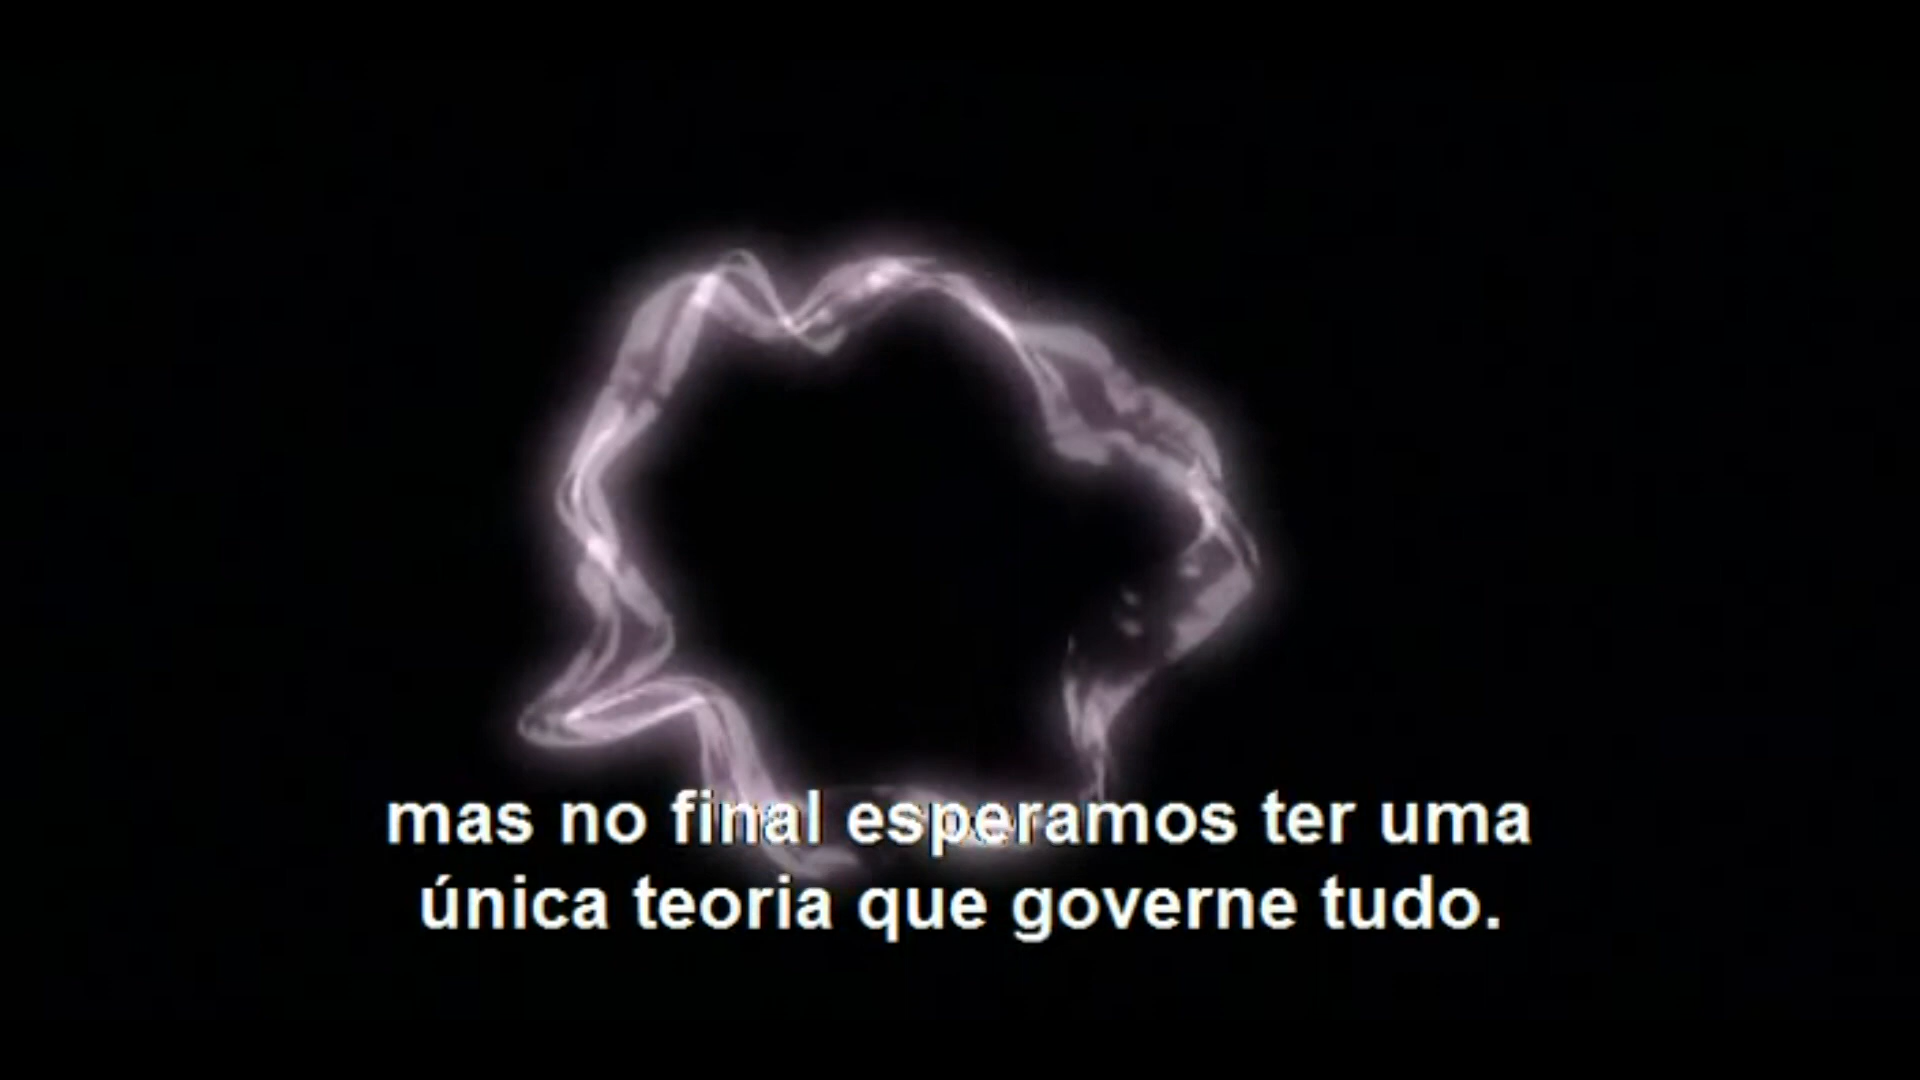 mas no final esperamos ter uma
única teoria que governe tudo.